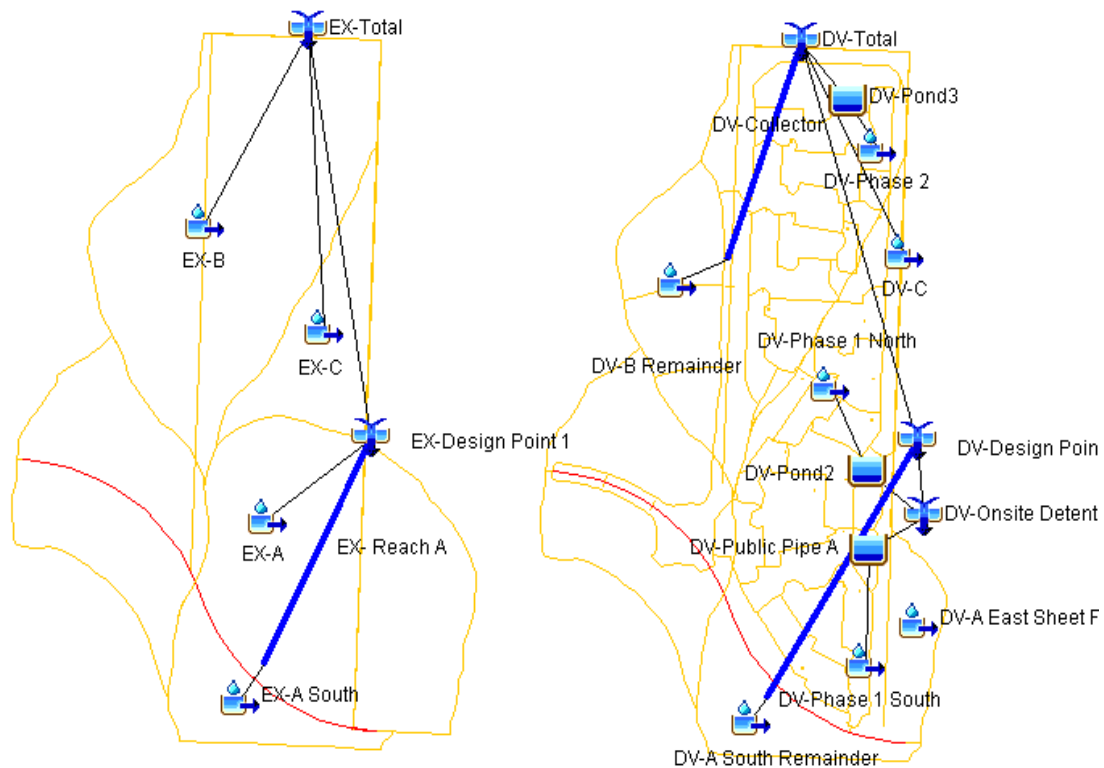 EX-Total
EX-B
EX-C
EX-Design Point 1
EX-A
EX- Reach A
EX-A South
DV-Total
DV-Pond3
DV-Collector
DV-Phase 2
DV-C
DV-Phase 1 North
DV-B Remainder
DV-Design Poin
DV-Pond2
DV-Onsite Detent
DV-Public Pipe A
DV-A East Sheet F
DV-Phase 1 South
DV-A South Remainder